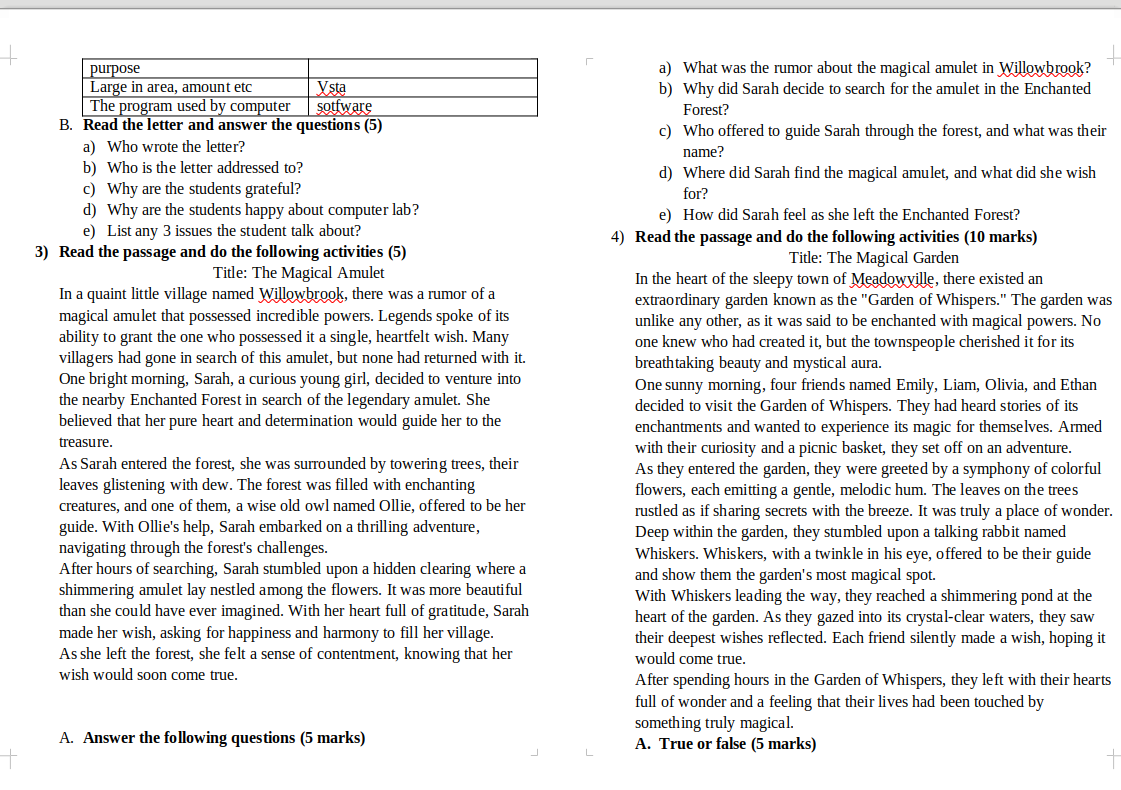 purpose
Large in area, amount etc Vsta
The program used by computer sotfware
B. Read the letter and answer the questions (5)
a) Who wrote the letter?
b) Who is the letter addressed to?
c) Why are the students grateful?
d) Why are the students happy about computer lab?
e) List any 3 issues the student talk about?
3) Read the passage and do the following activities (5)
Title: The Magical Amulet
In a quaint little village named Willowbrook, there was a rumor of a
magical amulet that possessed incredible powers. Legends spoke of its
ability to grant the one who possessed it a single, heartfelt wish. Many
villagers had gone in search of this amulet, but none had returned with it.
One bright morning, Sarah, a curious young girl, decided to venture into
the nearby Enchanted Forest in search of the legendary amulet. She
believed that her pure heart and determination would guide her to the
treasure.
As Sarah entered the forest, she was surrounded by towering trees, their
leaves glistening with dew. The forest was filled with enchanting
creatures, and one of them, a wise old owl named Ollie, offered to be her
guide. With Ollie's help, Sarah embarked on a thrilling adventure,
navigating through the forest's challenges.
After hours of searching, Sarah stumbled upon a hidden clearing where a
shimmering amulet lay nestled among the flowers. It was more beautiful
than she could have ever imagined. With her heart full of gratitude, Sarah
made her wish, asking for happiness and harmony to fill her village.
As she left the forest, she felt a sense of contentment, knowing that her
wish would soon come true.
A. Answer the following questions (5 marks)
a) What was the rumor about the magical amulet in Willowbrook?
b) Why did Sarah decide to search for the amulet in the Enchanted
Forest?
c) Who offered to guide Sarah through the forest, and what was their
name?
d) Where did Sarah find the magical amulet, and what did she wish
for?
e) How did Sarah feel as she left the Enchanted Forest?
4) Read the passage and do the following activities (10 marks)
Title: The Magical Garden
In the heart of the sleepy town of Meadowville, there existed an
extraordinary garden known as the "Garden of Whispers." The garden was
unlike any other, as it was said to be enchanted with magical powers. No
one knew who had created it, but the townspeople cherished it for its
breathtaking beauty and mystical aura.
One sunny morning, four friends named Emily, Liam, Olivia, and Ethan
decided to visit the Garden of Whispers. They had heard stories of its
enchantments and wanted to experience its magic for themselves. Armed
with their curiosity and a picnic basket, they set off on an adventure.
As they entered the garden, they were greeted by a symphony of colorful
flowers, each emitting a gentle, melodic hum. The leaves on the trees
rustled as if sharing secrets with the breeze. It was truly a place of wonder.
Deep within the garden, they stumbled upon a talking rabbit named
Whiskers. Whiskers, with a twinkle in his eye, offered to be their guide
and show them the garden's most magical spot.
With Whiskers leading the way, they reached a shimmering pond at the
heart of the garden. As they gazed into its crystal-clear waters, they saw
their deepest wishes reflected. Each friend silently made a wish, hoping it
would come true.
After spending hours in the Garden of Whispers, they left with their hearts
full of wonder and a feeling that their lives had been touched by
something truly magical.
A. True or false (5 marks)